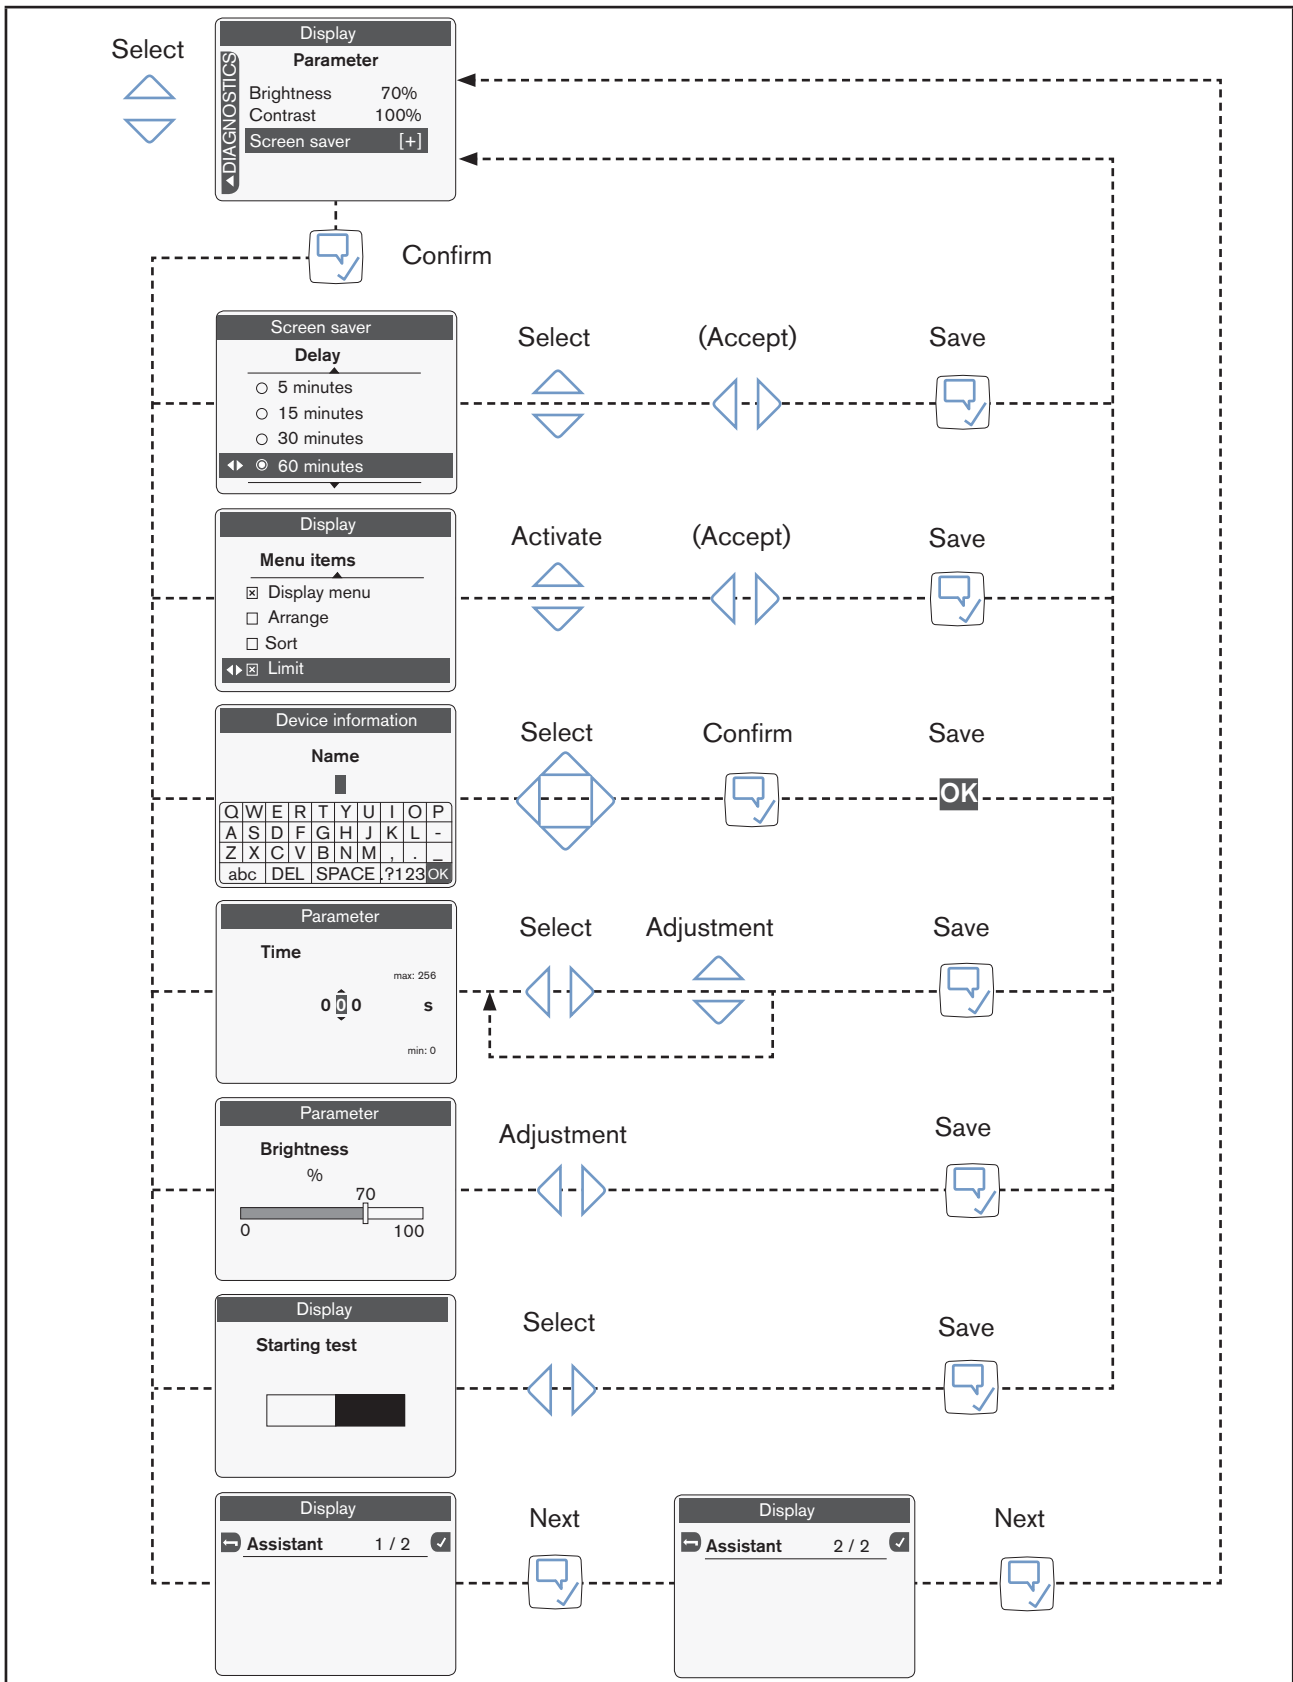 Select
Display
DIAGNOSTICS
Parameter
Brightness 70%
Contrast 100%
Screen saver [+]
Confirm
Screen saver
Delay
5 minutes
15 minutes
30 minutes
60 minutes
Select
(Accept)
Save
Display
Menu items
Display menu
Arrange
Sort
Limit
Activate
(Accept)
Save
Device information
Name
Q W E R T Y U I O P
A S D F G H J K L -
Z X C V B N M , . _
abc DEL SPACE .?123 OK
Select
Confirm
Save
OK
Parameter
Time
max: 256
0 0 0 s
min: 0
Select
Adjustment
Save
Parameter
Brightness
%
70
0 100
Adjustment
Save
Display
Starting test
Select
Save
Display
Assistant 1 / 2
Next
Display
Assistant 2 / 2
Next